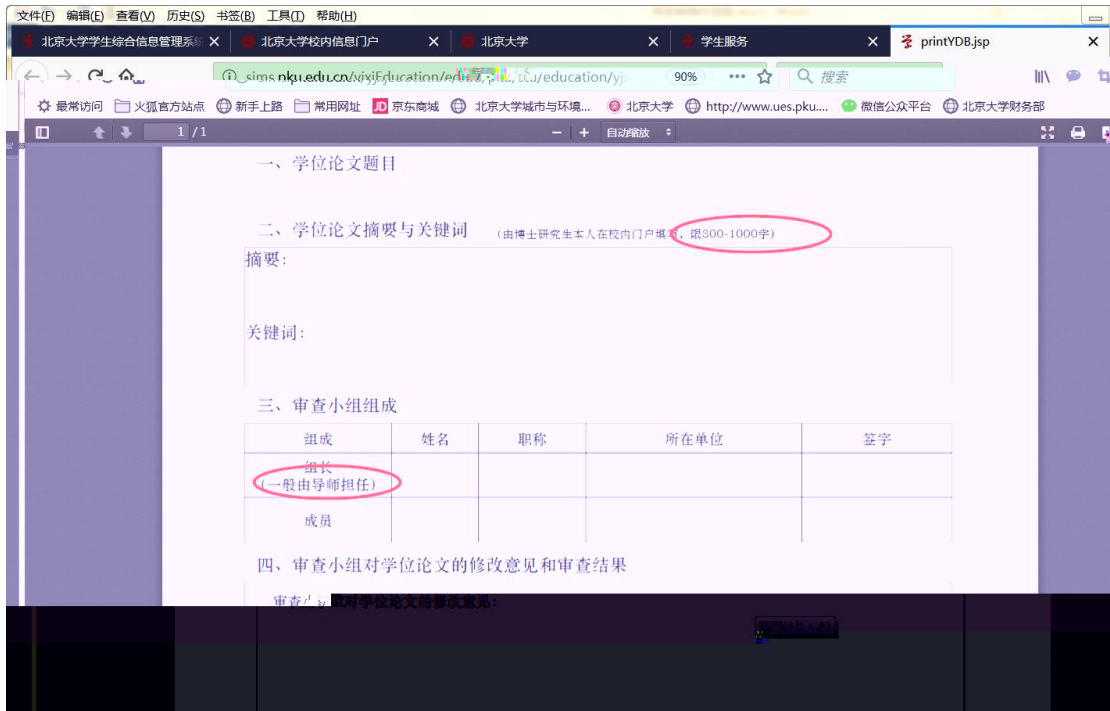 文件(F) 编辑(E) 查看(V) 历史(S) 书签(B) 工具(T) 帮助(H)
北京大学学生综合信息管理系统 北京大学校内信息门户 北京大学 学生服务 printYDB.jsp
sims.pku.edu.cn/ 90% 搜索
最常访问 火狐官方站点 新手上路 常用网址 JD 京东商城 北京大学城市与环境... 北京大学 http://www.ues.pku.... 微信公众平台 北京大学财务部
1 / 1 自动缩放
一、学位论文题目
二、学位论文摘要与关键词 (由博士研究生本人在校内门户填写，限800-1000字)
摘要:
关键词:
三、审查小组组成
组成 姓名 职称 所在单位 签字
组长
(一般由导师担任)
成员
四、审查小组对学位论文的修改意见和审查结果
审查小组对学位论文的修改意见: